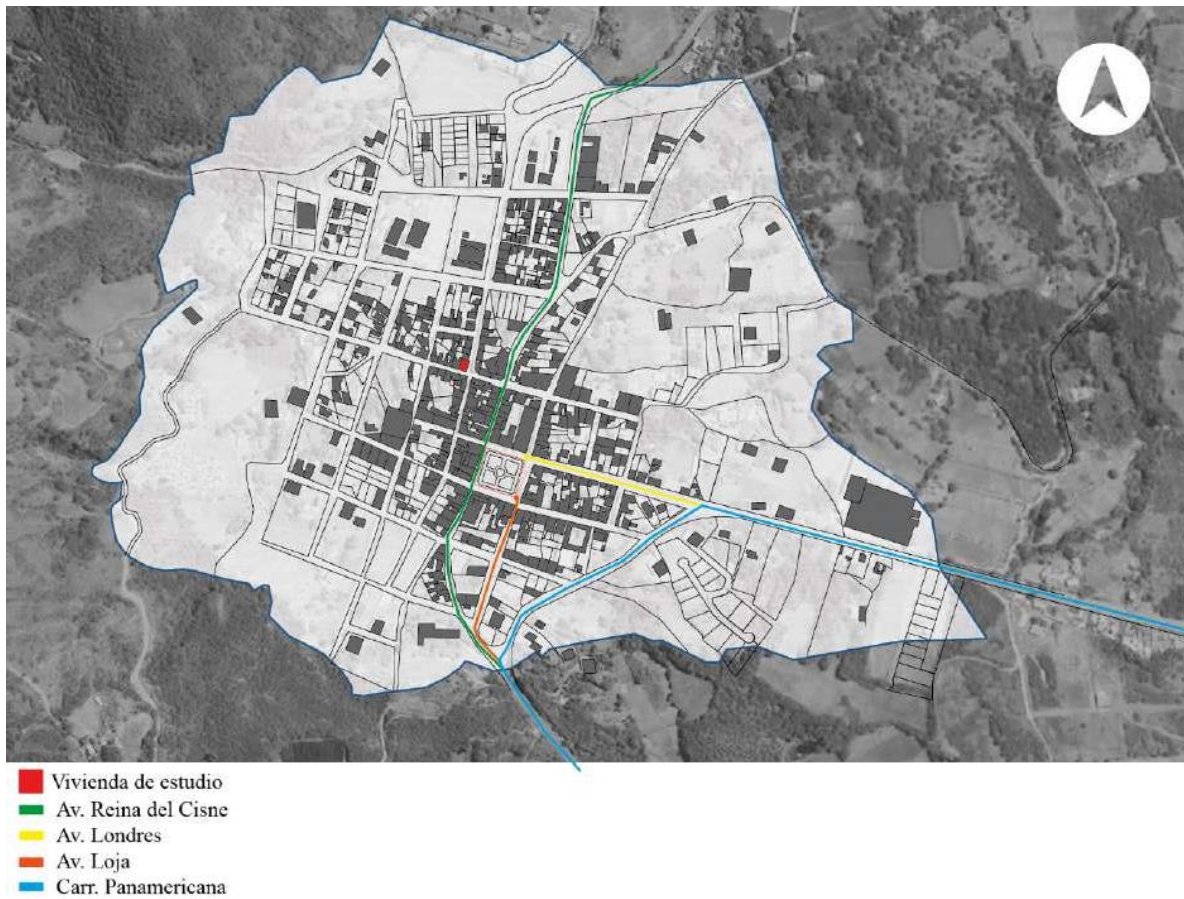 Vivienda de estudio
Av. Reina del Cisne
Av. Londres
Av. Loja
Carr. Panamericana